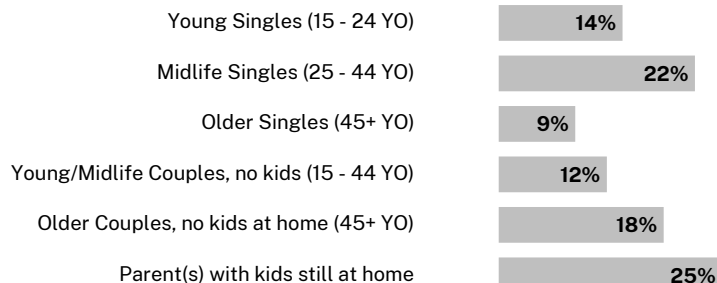 Young Singles (15 - 24 YO) 14%
Midlife Singles (25 - 44 YO) 22%
Older Singles (45+ YO) 9%
Young/Midlife Couples, no kids (15 - 44 YO) 12%
Older Couples, no kids at home (45+ YO) 18%
Parent(s) with kids still at home 25%